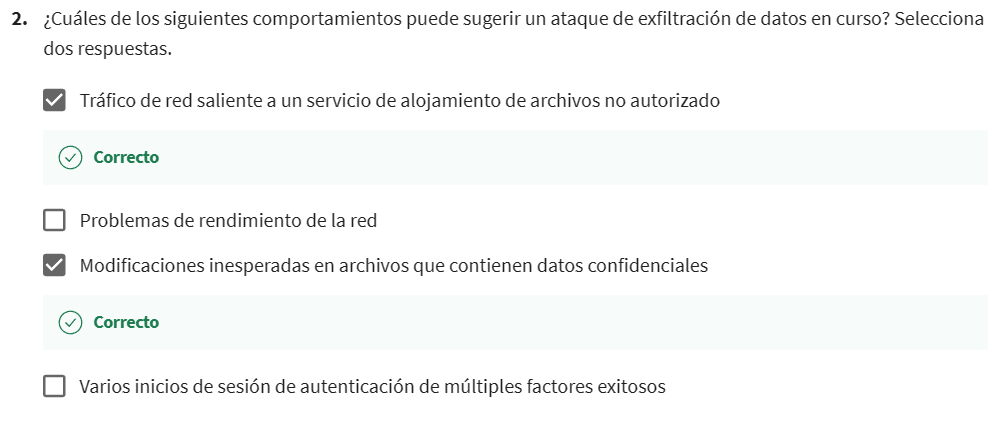 2. ¿Cuáles de los siguientes comportamientos puede sugerir un ataque de exfiltración de datos en curso? Selecciona
dos respuestas.
Tráfico de red saliente a un servicio de alojamiento de archivos no autorizado
Correcto
Problemas de rendimiento de la red
Modificaciones inesperadas en archivos que contienen datos confidenciales
Correcto
Varios inicios de sesión de autenticación de múltiples factores exitosos